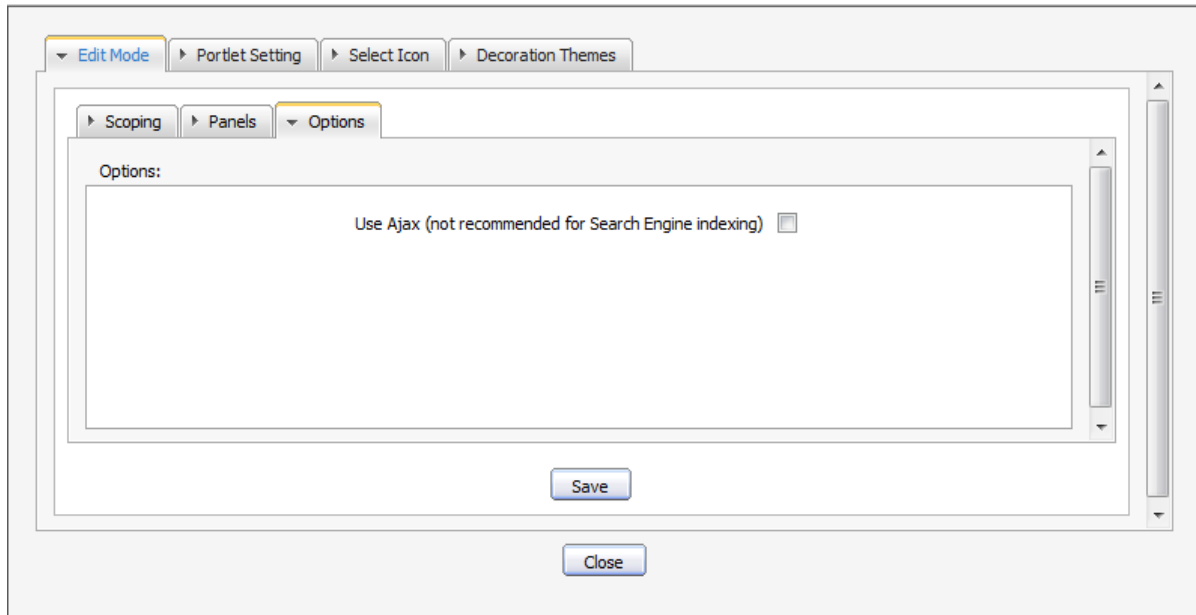 Edit Mode Portlet Setting Select Icon Decoration Themes
Scoping Panels Options
Options:
Use Ajax (not recommended for Search Engine indexing)
Save
Close